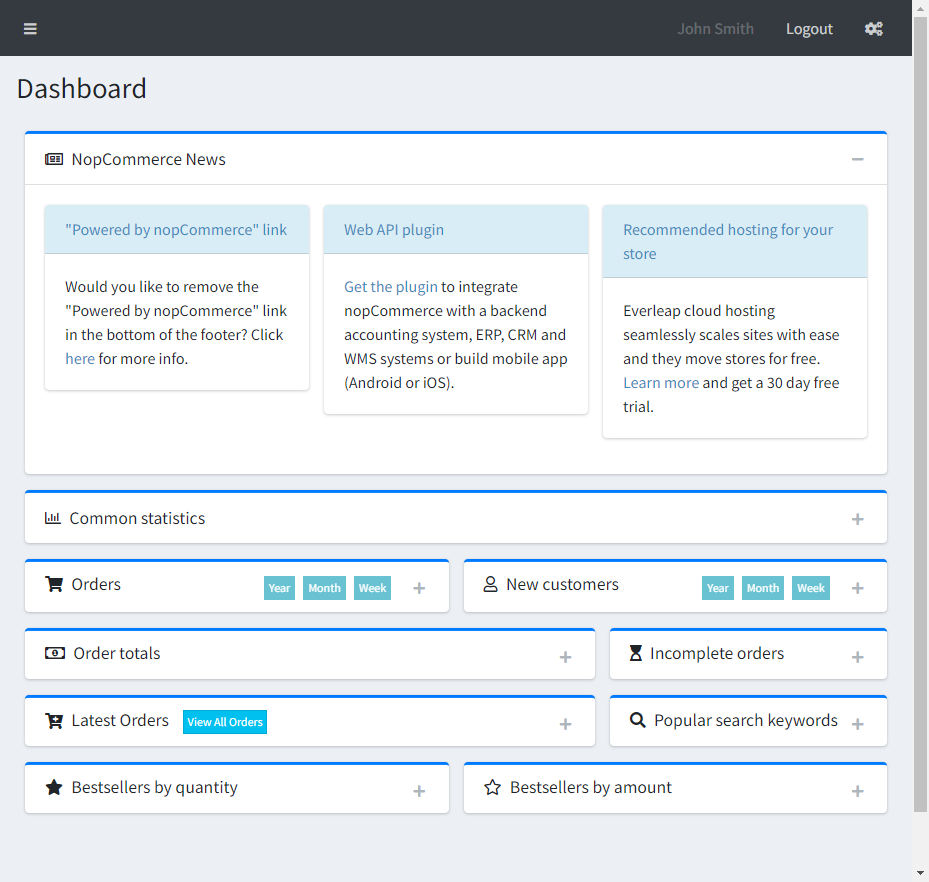 John Smith Logout
Dashboard
NopCommerce News
"Powered by nopCommerce" link
Would you like to remove the
"Powered by nopCommerce" link
in the bottom of the footer? Click
here for more info.
Web API plugin
Get the plugin to integrate
nopCommerce with a backend
accounting system, ERP, CRM and
WMS systems or build mobile app
(Android or iOS).
Recommended hosting for your
store
Everleap cloud hosting
seamlessly scales sites with ease
and they move stores for free.
Learn more and get a 30 day free
trial.
Common statistics
Orders Year Month Week
New customers Year Month Week
Order totals
Incomplete orders
Latest Orders View All Orders
Popular search keywords
Bestsellers by quantity
Bestsellers by amount